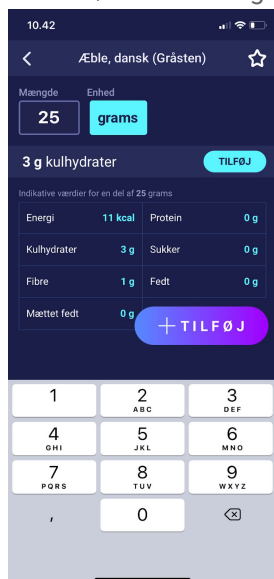 10.42
Æble, dansk (Gråsten)
Mængde Enhed
25 grams
3 g kulhydrater TILFØJ
Indikative værdier for en del af 25 grams
Energi 11 kcal Protein 0 g
Kulhydrater 3 g Sukker 0 g
Fibre 1 g Fedt 0 g
Mættet fedt 0 g
+ TILFØJ
1 2 3
ABC DEF
4 5 6
GHI JKL MNO
7 8 9
PQRS TUV WXYZ
, 0